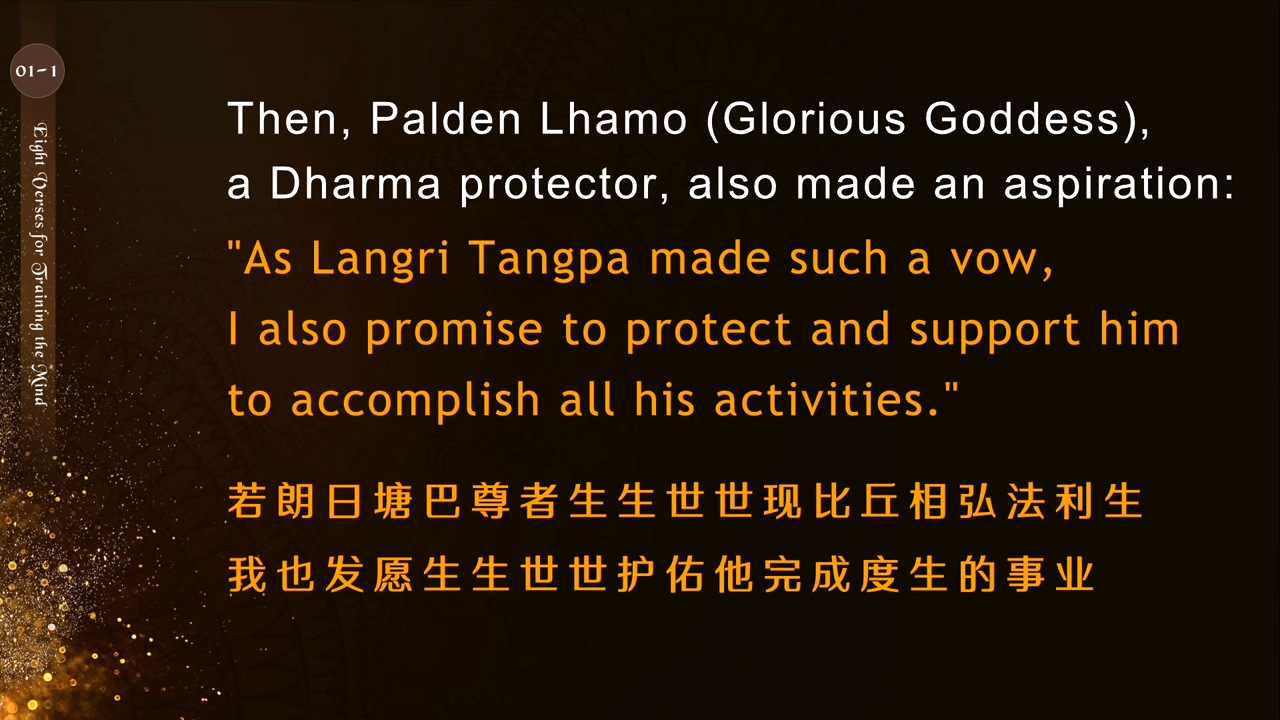 01-1
Eight Verses for Training the Mind
Then, Palden Lhamo (Glorious Goddess),
a Dharma protector, also made an aspiration:
"As Langri Tangpa made such a vow,
I also promise to protect and support him
to accomplish all his activities."
若朗日塘巴尊者生生世世现比丘相弘法利生
我也发愿生生世世护佑他完成度生的事业